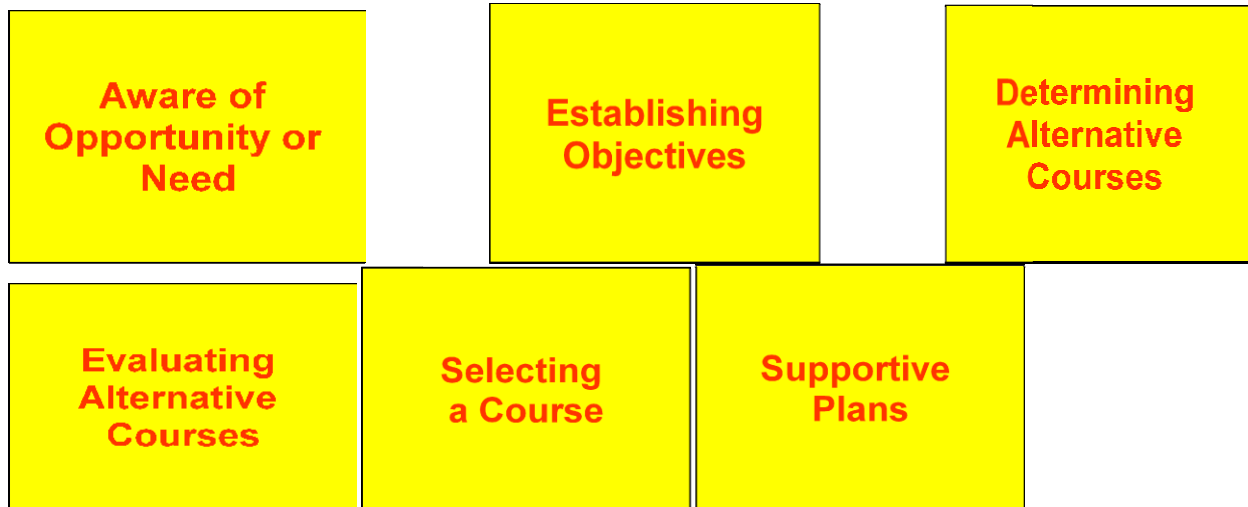 Aware of
Opportunity or
Need
Establishing
Objectives
Determining
Alternative
Courses
Evaluating
Alternative
Courses
Selecting
a Course
Supportive
Plans